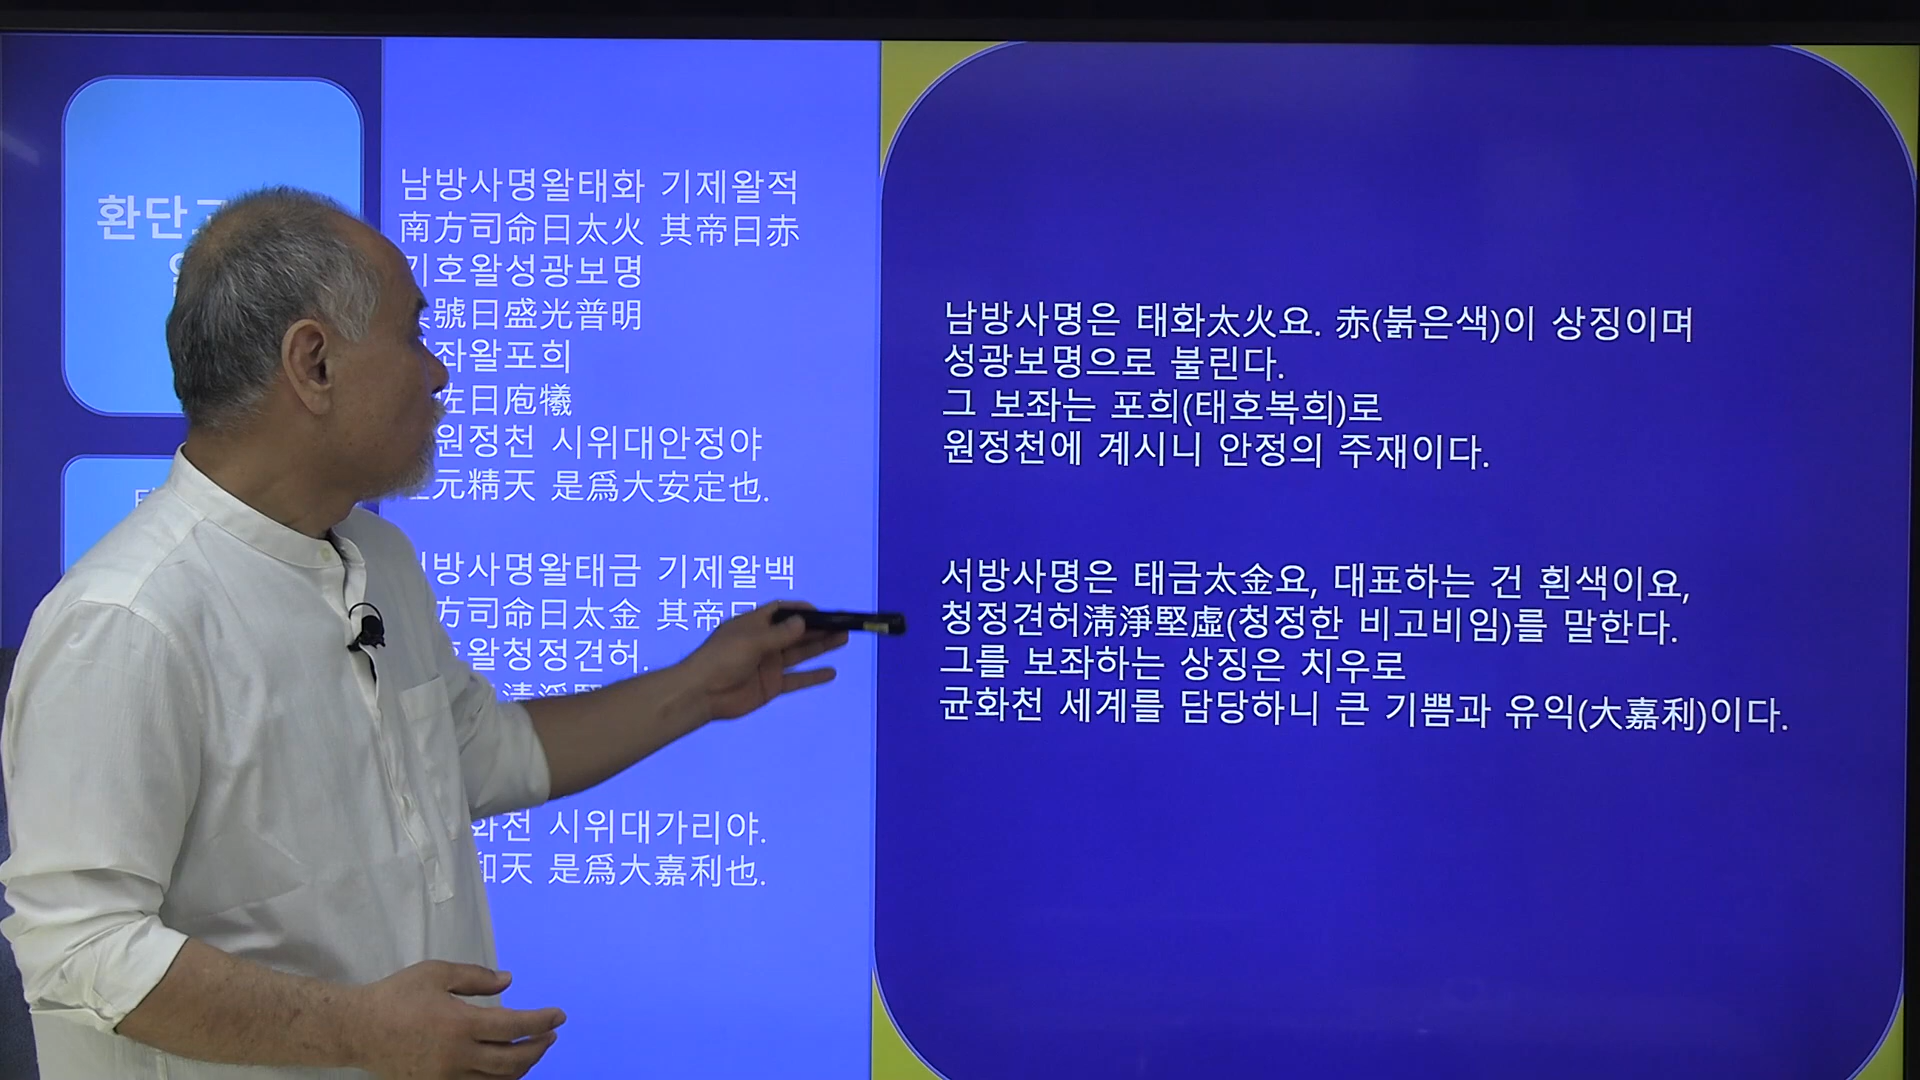 남방사명왈태화 기제왈적
南方司命曰太火 其帝曰赤
기호왈성광보명
號曰盛光普明
좌왈포희
佐曰庖犧
원정천 시위대안정야
元精天 是爲大安定也.
방사명왈태금 기제왈백
方司命曰太金 其帝曰
왈청정견허.
화천 시위대가리야.
和天 是爲大嘉利也.
남방사명은 태화太火요. 赤(붉은색)이 상징이며
성광보명으로 불린다.
그 보좌는 포희(태호복희)로
원정천에 계시니 안정의 주재이다.
서방사명은 태금太金요, 대표하는 건 흰색이요,
청정견허淸淨堅虛(청정한 비고비임)를 말한다.
그를 보좌하는 상징은 치우로
균화천 세계를 담당하니 큰 기쁨과 유익(大嘉利)이다.